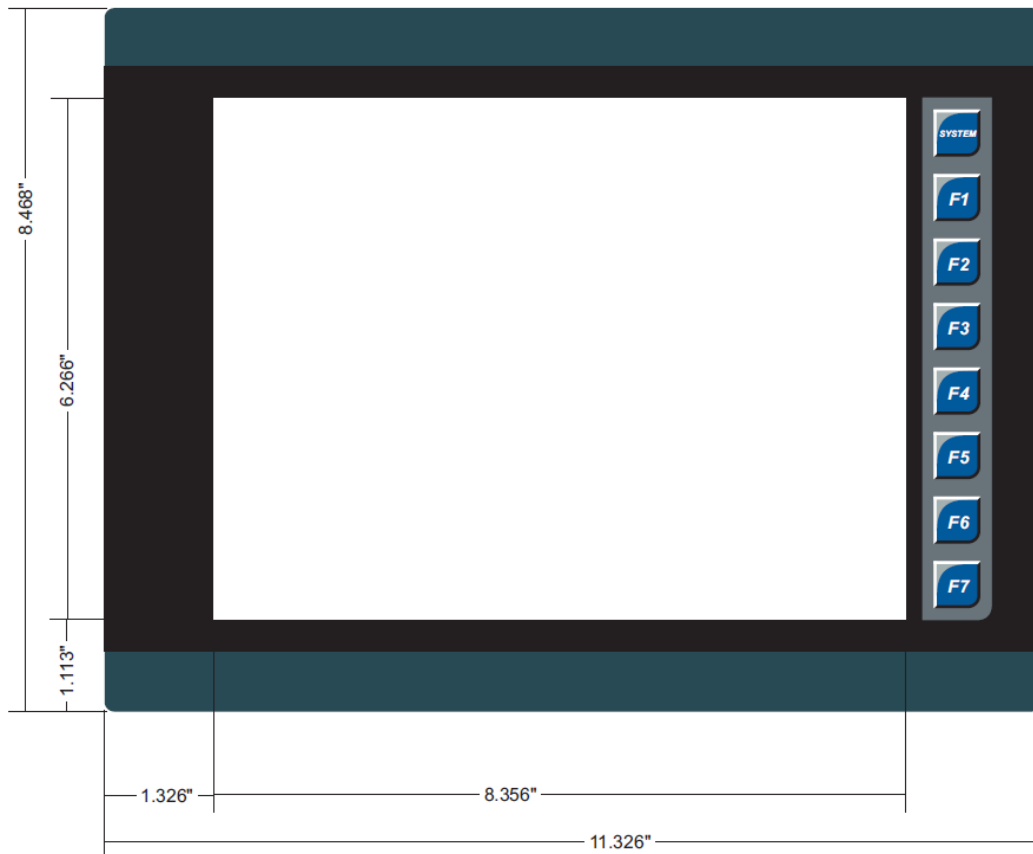 SYSTEM
F1
F2
F3
F4
F5
F6
F7
8.468"
6.266"
1.113"
1.326"
8.356"
11.326"